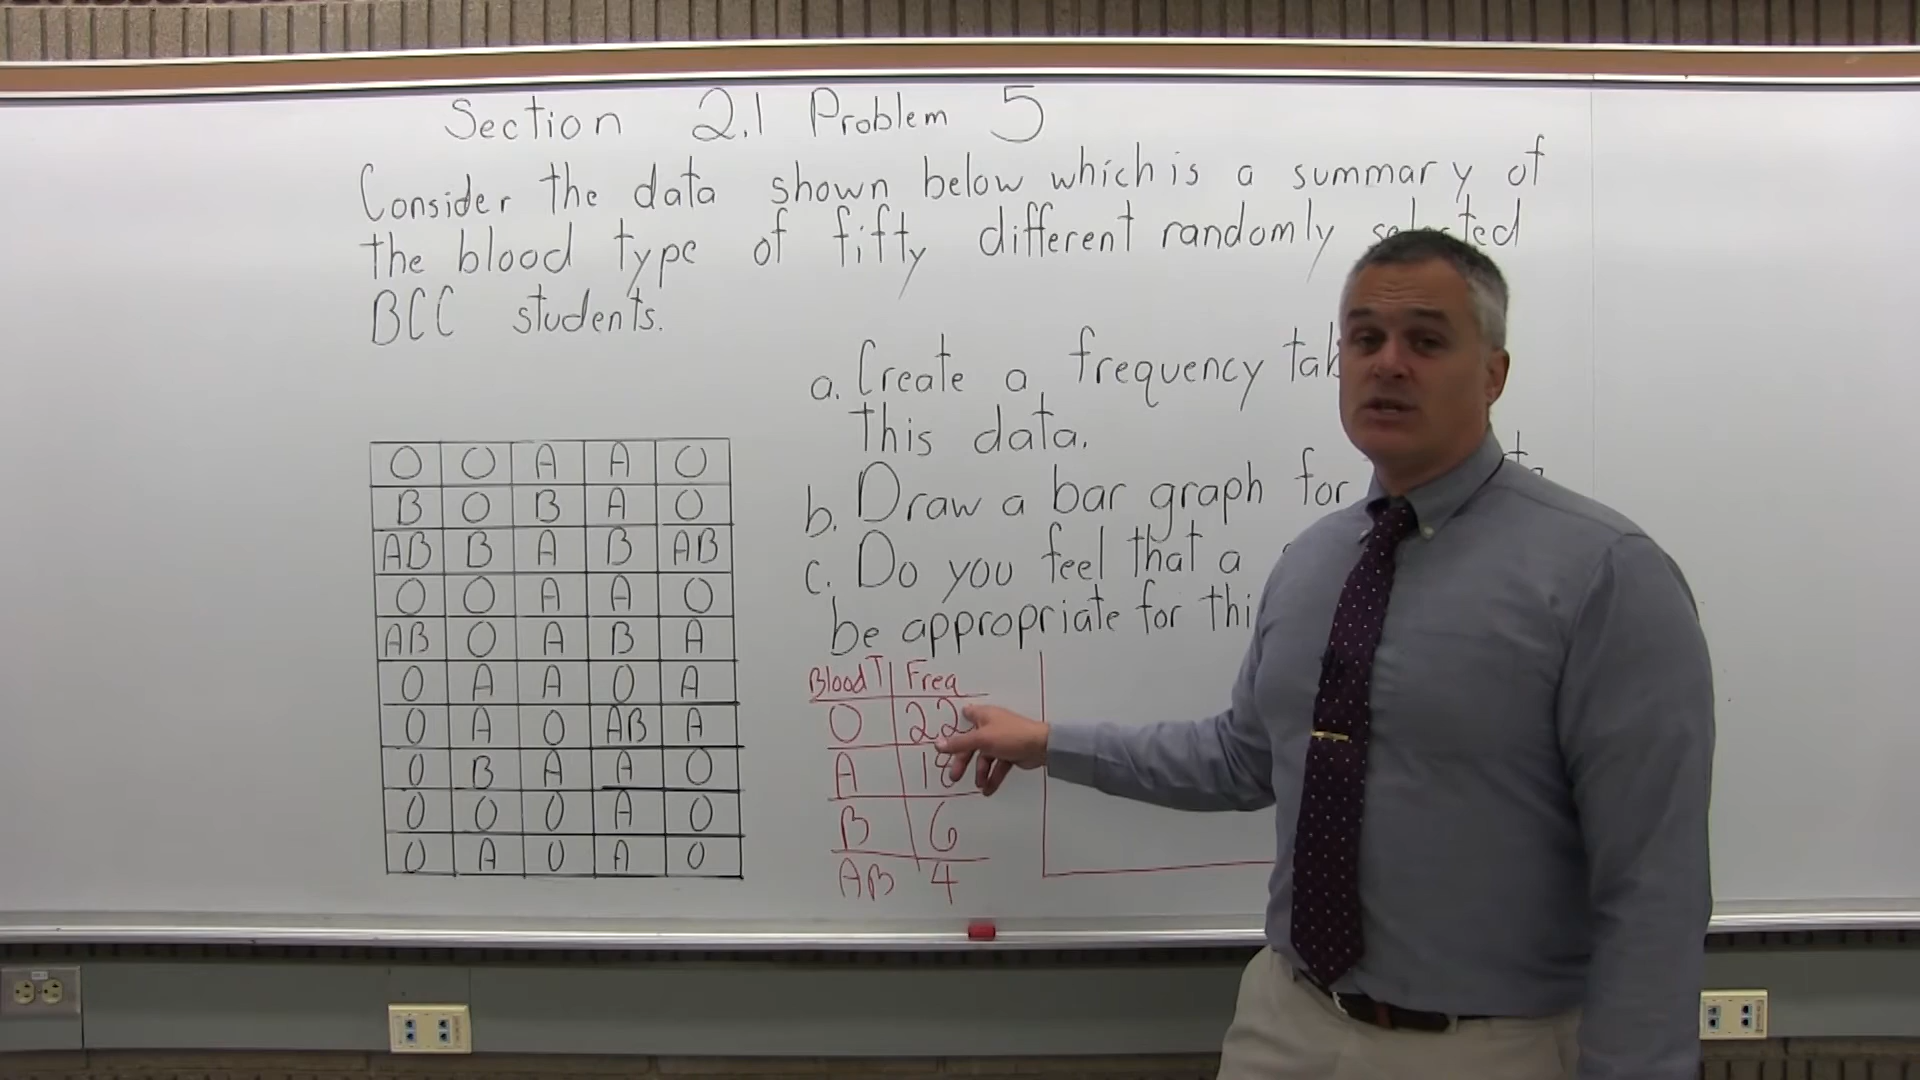 Section 2.1 Problem 5
Consider the data shown below which is a summary of
the blood type of fifty different randomly selected
BCC students.
a. Create a frequency
this data.
b. Draw a bar graph for
c. Do you feel that a
be appropriate for
O O A A O
B O B A O
AB B A B AB
O O A A O
AB O A B A
O A A O A
O A O AB A
O B A A O
O O O A O
O A O A O
Blood T Freq
O 22
A 18
B 6
AB 4